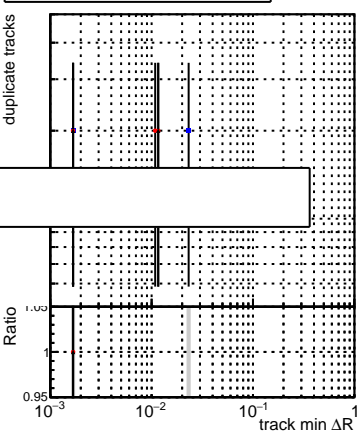 duplicate tracks
Ratio
1.05
1
0.95
10⁻³
10⁻²
10⁻¹
1
track min ΔR